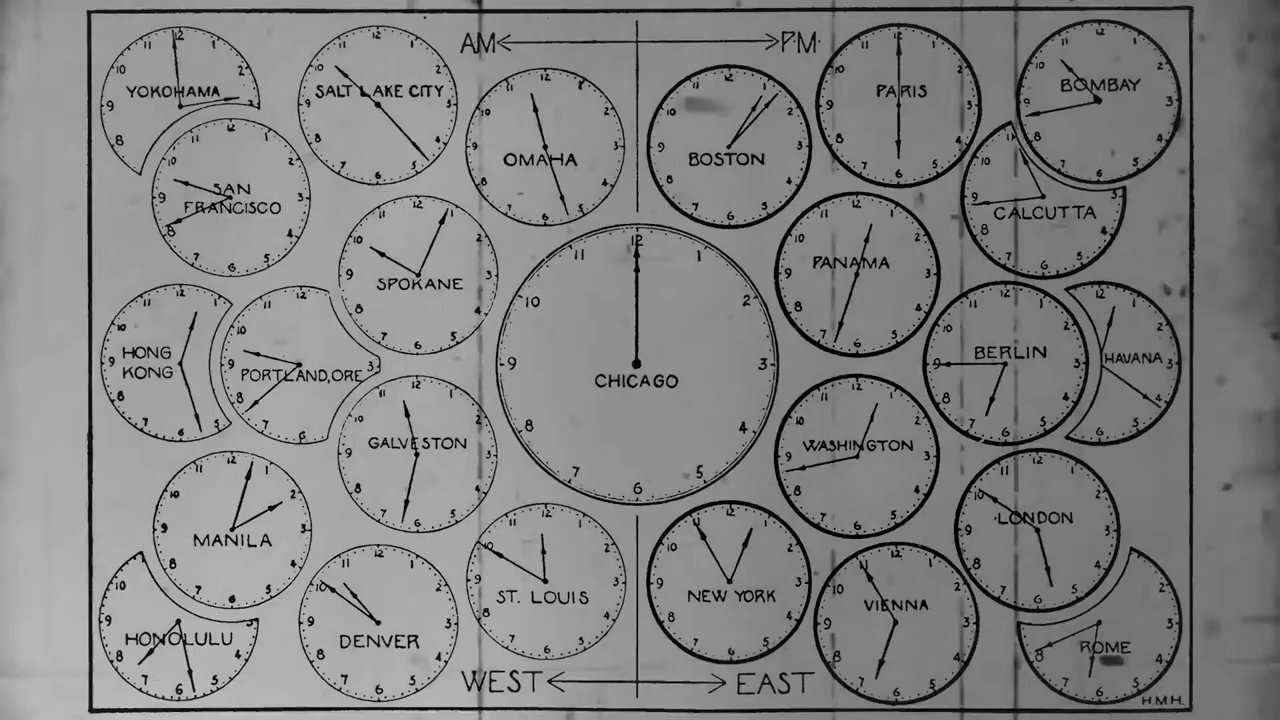 AM PM
YOKOHAMA
SALT LAKE CITY
OMAHA
BOSTON
PARIS
BOMBAY
SAN
FRANCISCO
CALCUTTA
SPOKANE
PANAMA
HONG
KONG
PORTLAND, ORE
CHICAGO
BERLIN
HAVANA
GALVESTON
WASHINGTON
MANILA
LONDON
HONOLULU
DENVER
ST. LOUIS
NEW YORK
VIENNA
ROME
WEST EAST
H.M.H.